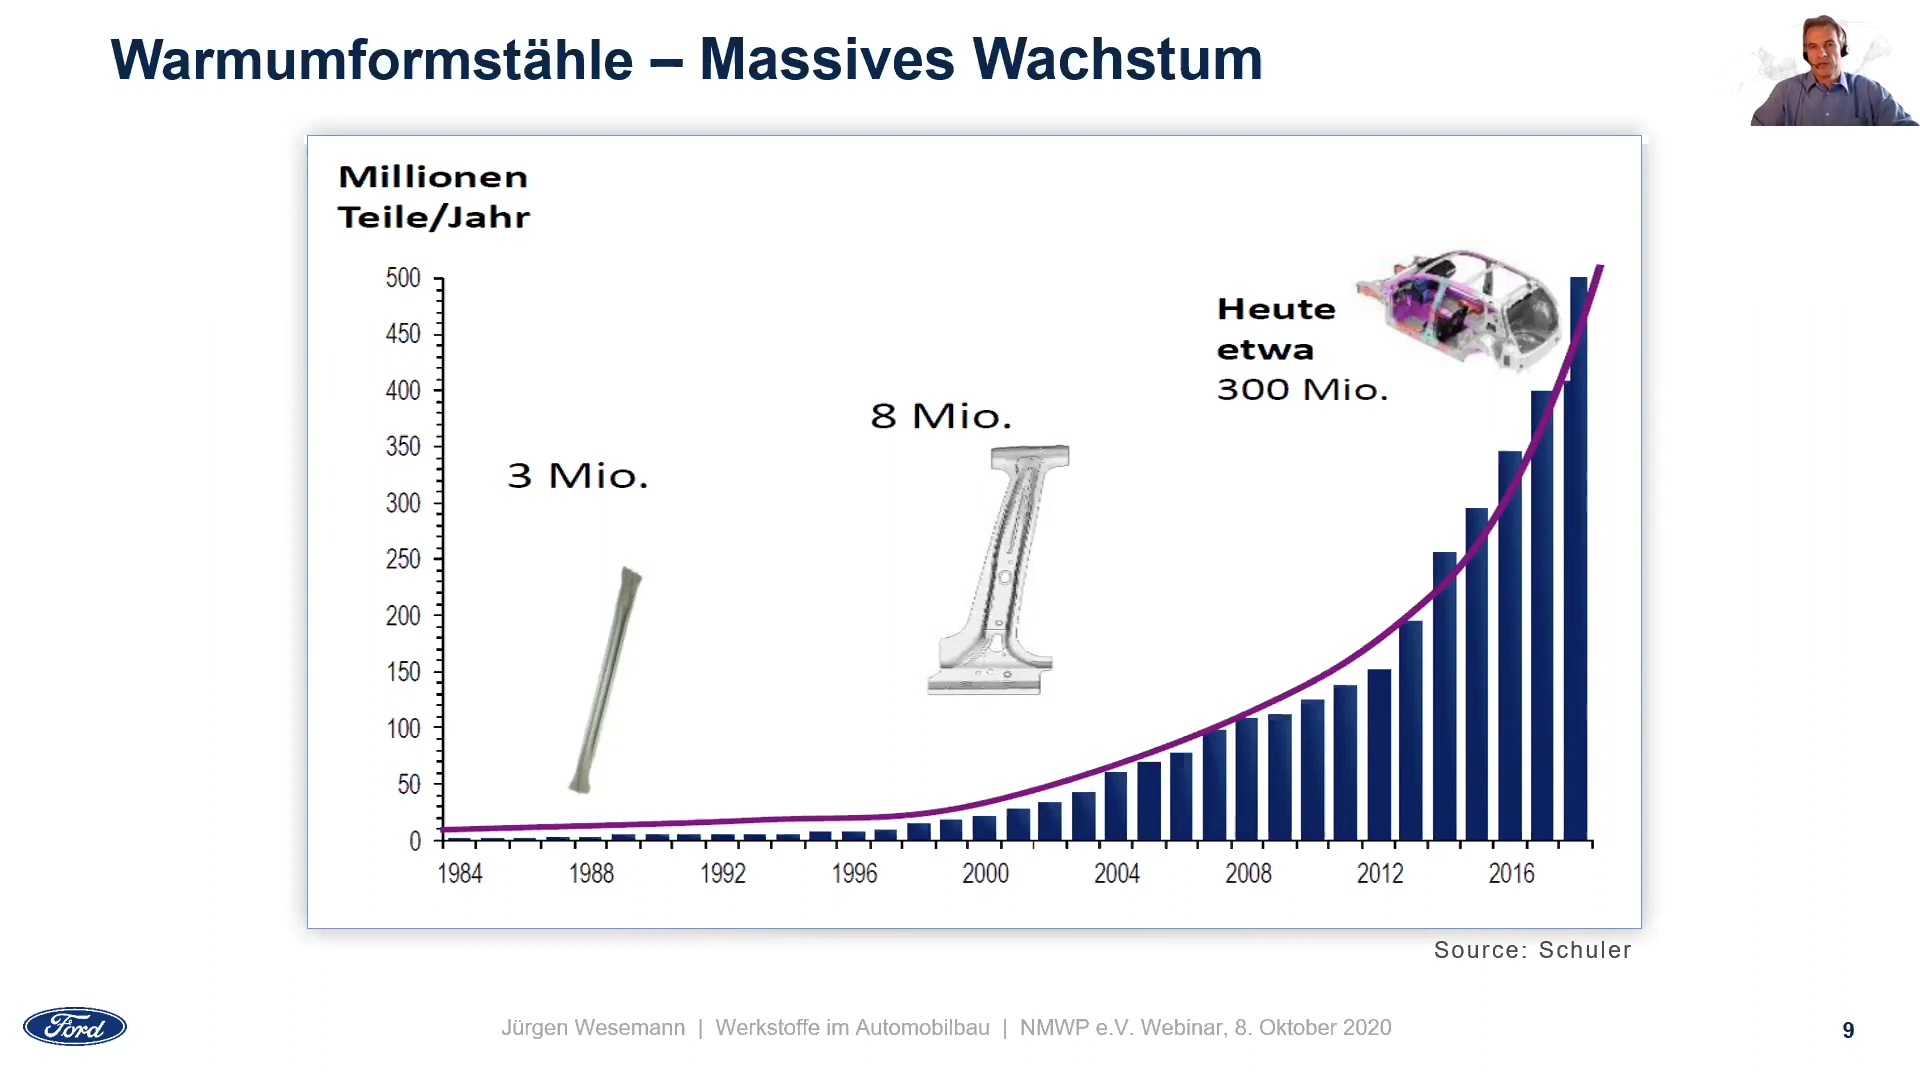 Warmumformstähle – Massives Wachstum
Millionen
Teile/Jahr
500
450
400
350
300
250
200
150
100
50
0
3 Mio.
8 Mio.
Heute
etwa
300 Mio.
1984 1988 1992 1996 2000 2004 2008 2012 2016
Source: Schuler
Ford
Jürgen Wesemann | Werkstoffe im Automobilbau | NMWP e.V. Webinar, 8. Oktober 2020
9